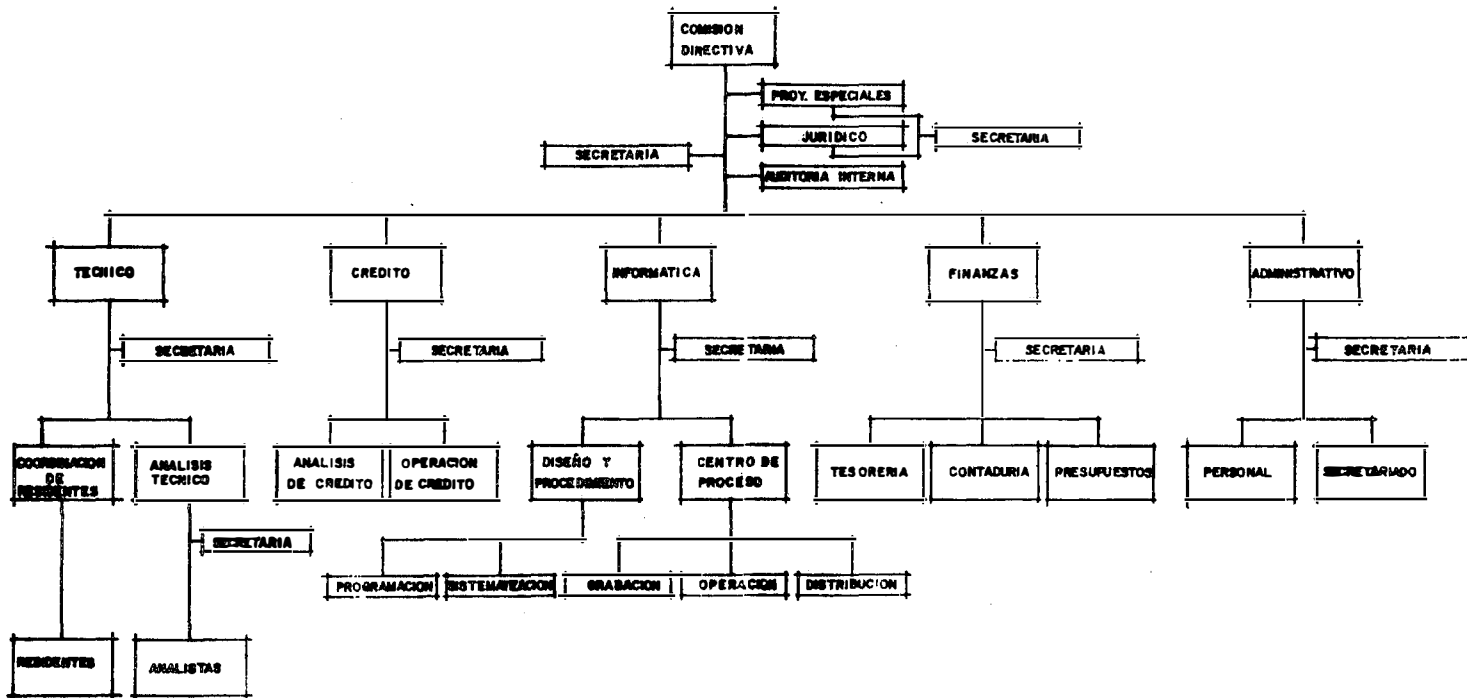 COMISION
DIRECTIVA
PROY. ESPECIALES
JURIDICO
SECRETARIA
SECRETARIA
AUDITORIA INTERNA
TECNICO
CREDITO
INFORMATICA
FINANZAS
ADMINISTRATIVO
SECRETARIA
SECRETARIA
SECRETARIA
SECRETARIA
SECRETARIA
COORDINACION
DE
RESIDENTES
ANALISIS
TECNICO
ANALISIS
DE CREDITO
OPERACION
DE CREDITO
DISEÑO Y
PROCEDIMIENTO
CENTRO DE
PROCESO
TESORERIA
CONTADURIA
PRESUPUESTOS
PERSONAL
SECRETARIADO
SECRETARIA
PROGRAMACION
SISTEMATIZACION
GRABACION
OPERACION
DISTRIBUCION
RESIDENTES
ANALISTAS